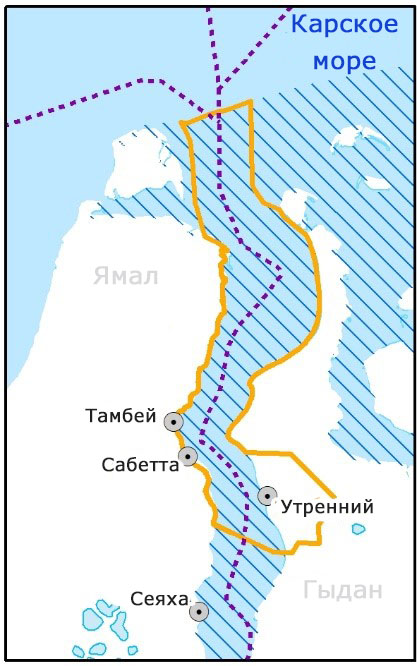 Карское
море
Ямал
Тамбей
Сабетта
Утренний
Гыдан
Сеяха